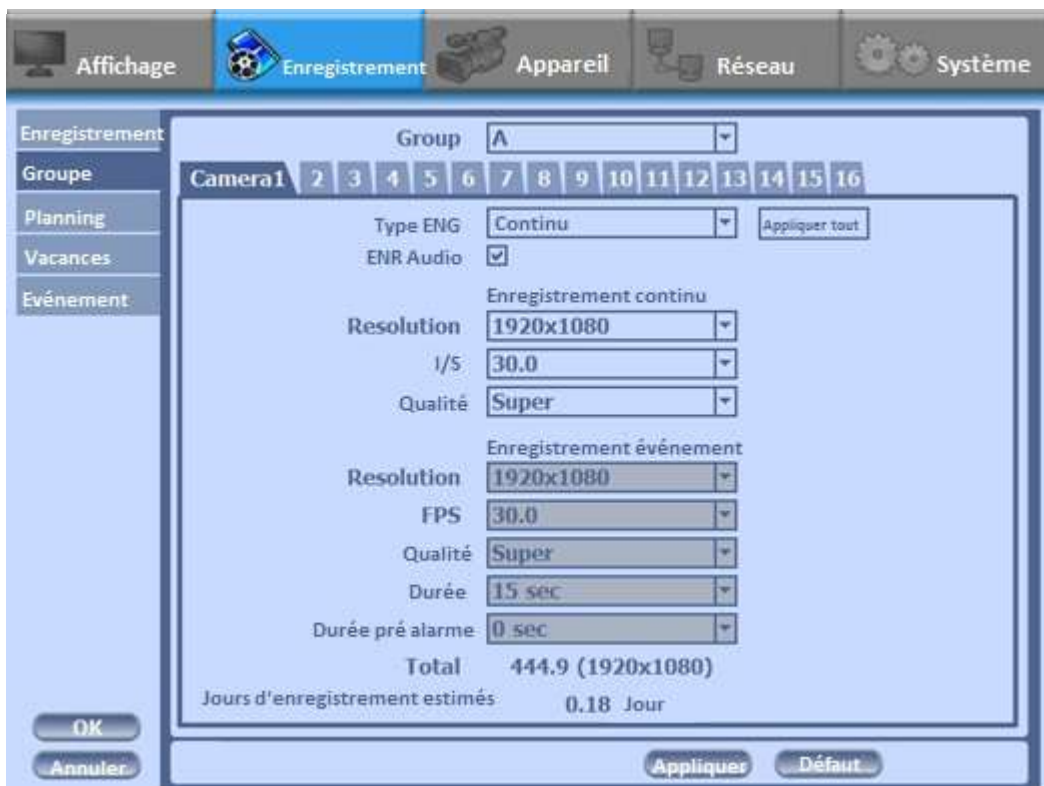 Affichage Enregistrement Appareil Réseau Système
Enregistrement
Groupe
Planning
Vacances
Evénement
Group A
Camera1 2 3 4 5 6 7 8 9 10 11 12 13 14 15 16
Type ENG Continu Appliquer tout
ENR Audio
Enregistrement continu
Resolution 1920x1080
I/S 30.0
Qualité Super
Enregistrement événement
Resolution 1920x1080
FPS 30.0
Qualité Super
Durée 15 sec
Durée pré alarme 0 sec
Total 444.9 (1920x1080)
Jours d'enregistrement estimés 0.18 Jour
OK
Annuler
Appliquer Défaut